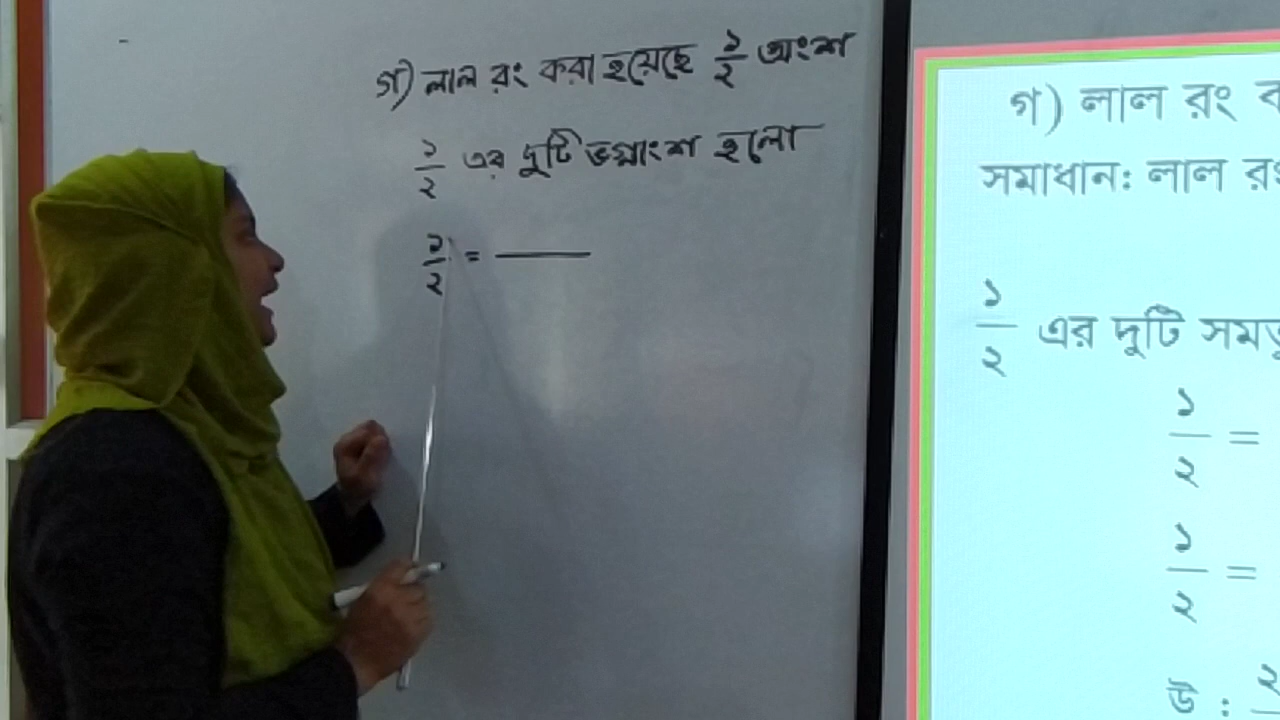 গ) লাল রং করা হয়েছে ১/২ অংশ
১/২ এর দুটি ভগ্নাংশ হলো
১/২ =
গ) লাল রং
সমাধান: লাল রং
১/২ এর দুটি
১/২ =
১/২ =
উ : ২